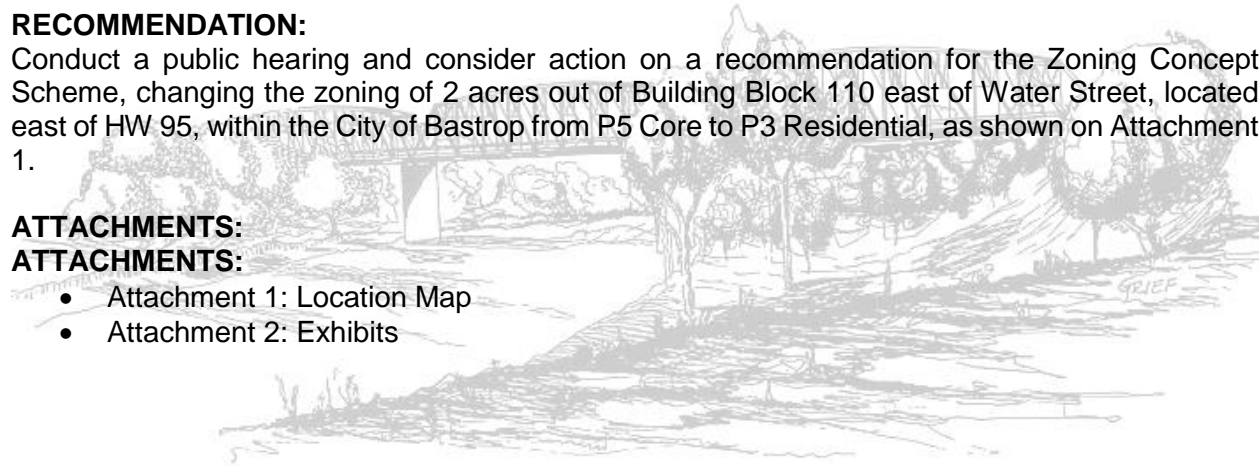 RECOMMENDATION:
Conduct a public hearing and consider action on a recommendation for the Zoning Concept
Scheme, changing the zoning of 2 acres out of Building Block 110 east of Water Street, located
east of HW 95, within the City of Bastrop from P5 Core to P3 Residential, as shown on Attachment
1.
ATTACHMENTS:
ATTACHMENTS:
• Attachment 1: Location Map
• Attachment 2: Exhibits
GRIEF